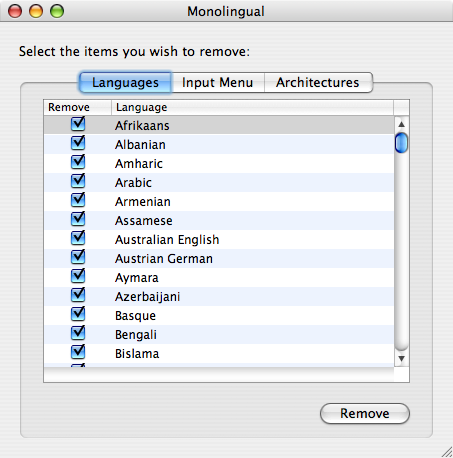 Monolingual
Select the items you wish to remove:
Languages Input Menu Architectures
Remove Language
Afrikaans
Albanian
Amharic
Arabic
Armenian
Assamese
Australian English
Austrian German
Aymara
Azerbaijani
Basque
Bengali
Bislama
Remove